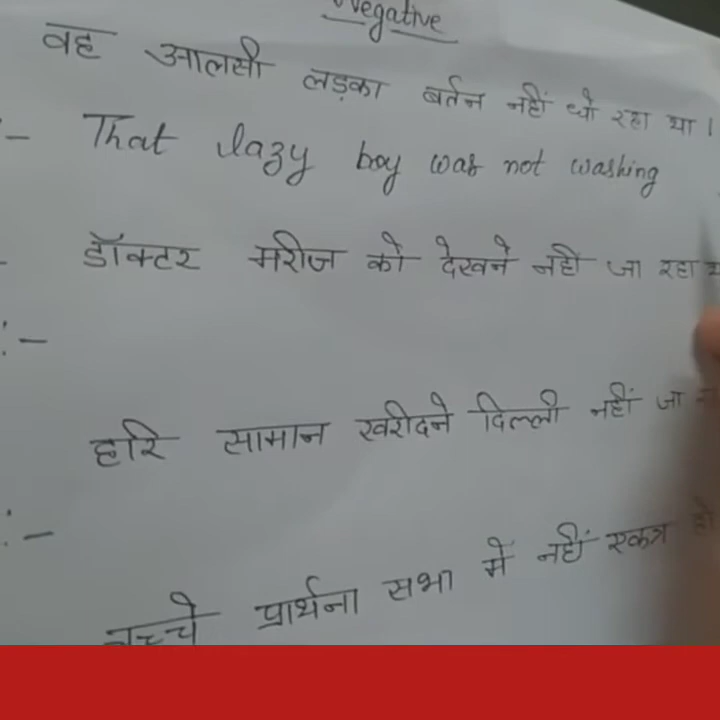 Negative
वह आलसी लड़का बर्तन नहीं धो रहा था।
:- That lazy boy was not washing
डॉक्टर मरीज को देखने नहीं जा रहा
:-
हरि सामान खरीदने दिल्ली नहीं जा
:-
बच्चे प्रार्थना सभा में नहीं एकत्र हो